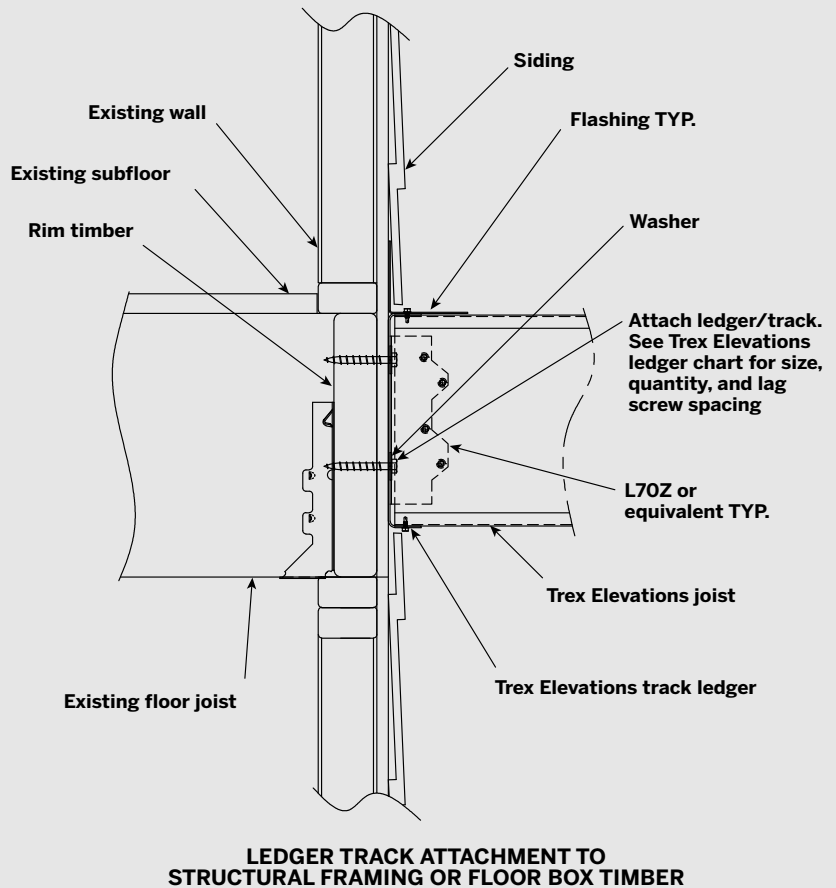 Siding
Existing wall
Flashing TYP.
Existing subfloor
Washer
Rim timber
Attach ledger/track.
See Trex Elevations
ledger chart for size,
quantity, and lag
screw spacing
L70Z or
equivalent TYP.
Trex Elevations joist
Trex Elevations track ledger
Existing floor joist
LEDGER TRACK ATTACHMENT TO
STRUCTURAL FRAMING OR FLOOR BOX TIMBER